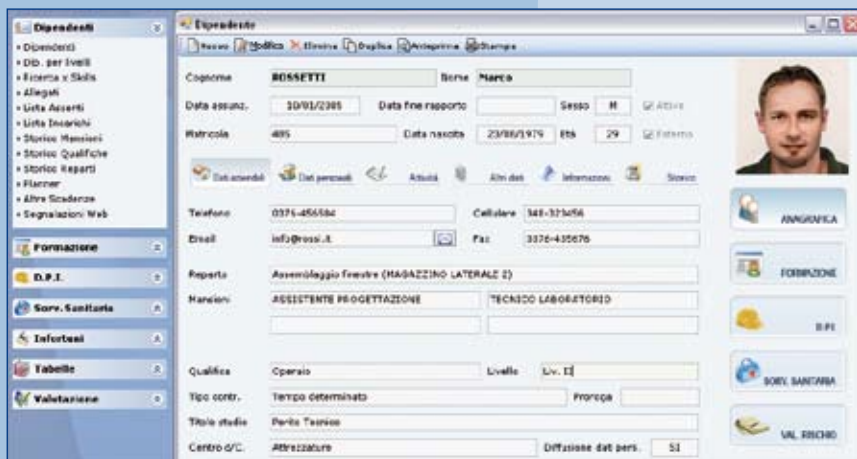 Dipendenti
Dipendenti
Dip. per livelli
Ricerca x Skills
Allegati
Lista Assenti
Lista Incarichi
Storico Mansioni
Storico Qualifiche
Storico Reparti
Planner
Altre Scadenze
Segnalazioni Web
Formazione
D.P.I.
Sorv. Sanitaria
Infortuni
Tabelle
Valutazione
Dipendente
Nuovo Modifica Elimina Duplica Anteprima Stampa
Cognome ROSSETTI Nome Marco
Data assunz. Data fine rapporto Sesso M Attivo
Matricola 485 Data nascita 23/08/1979 Età 29 Esterno
Dati aziendali Dati personali Attività Altri dati Informazioni Storico
Telefono 0376-456584 Cellulare 348-323456
Email info@rossi.it Fax 0376-435676
Reparto Assemblaggio finestre (MAGAZZINO LATERALE 2)
Mansioni ASSISTENTE PROGETTAZIONE TECNICO LABORATORIO
Qualifica Operaio Livello Liv.
Tipo contr. Tempo determinato Proroga
Titolo studio Perito Tecnico
Centro d/C. Attrezzature Diffusione dati pers. SI
ANAGRAFICA
FORMAZIONE
D.P.I
SORV. SANITARIA
VAL. RISCHIO